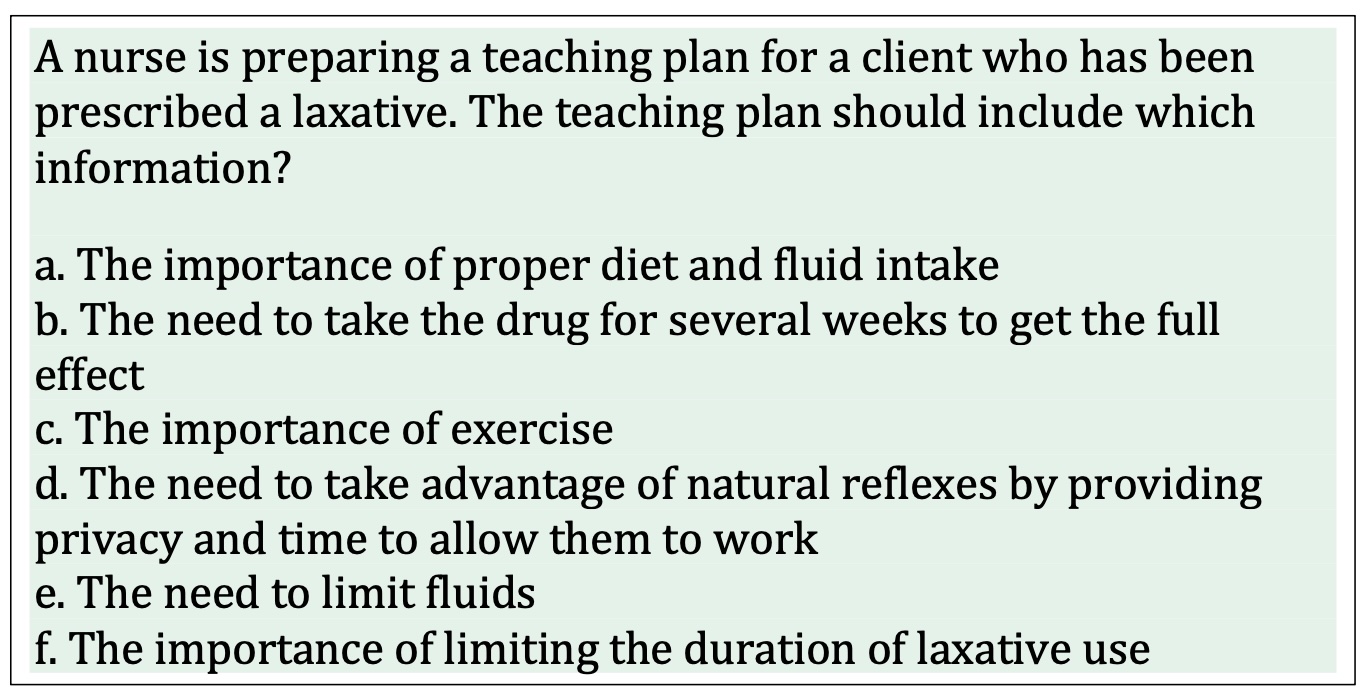 A nurse is preparing a teaching plan for a client who has been
prescribed a laxative. The teaching plan should include which
information?
a. The importance of proper diet and fluid intake
b. The need to take the drug for several weeks to get the full
effect
c. The importance of exercise
d. The need to take advantage of natural reflexes by providing
privacy and time to allow them to work
e. The need to limit fluids
f. The importance of limiting the duration of laxative use